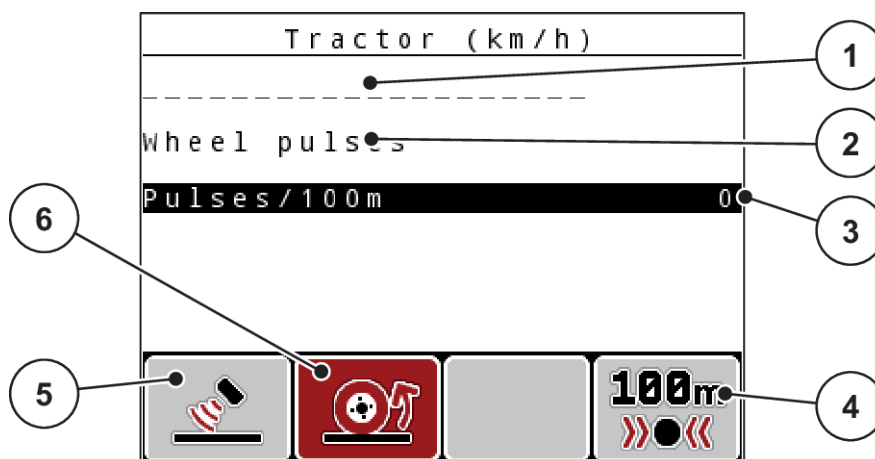 Tractor (km/h)
1
2
Wheel pulses
Pulses/100m 0
3
6
5
100m
4